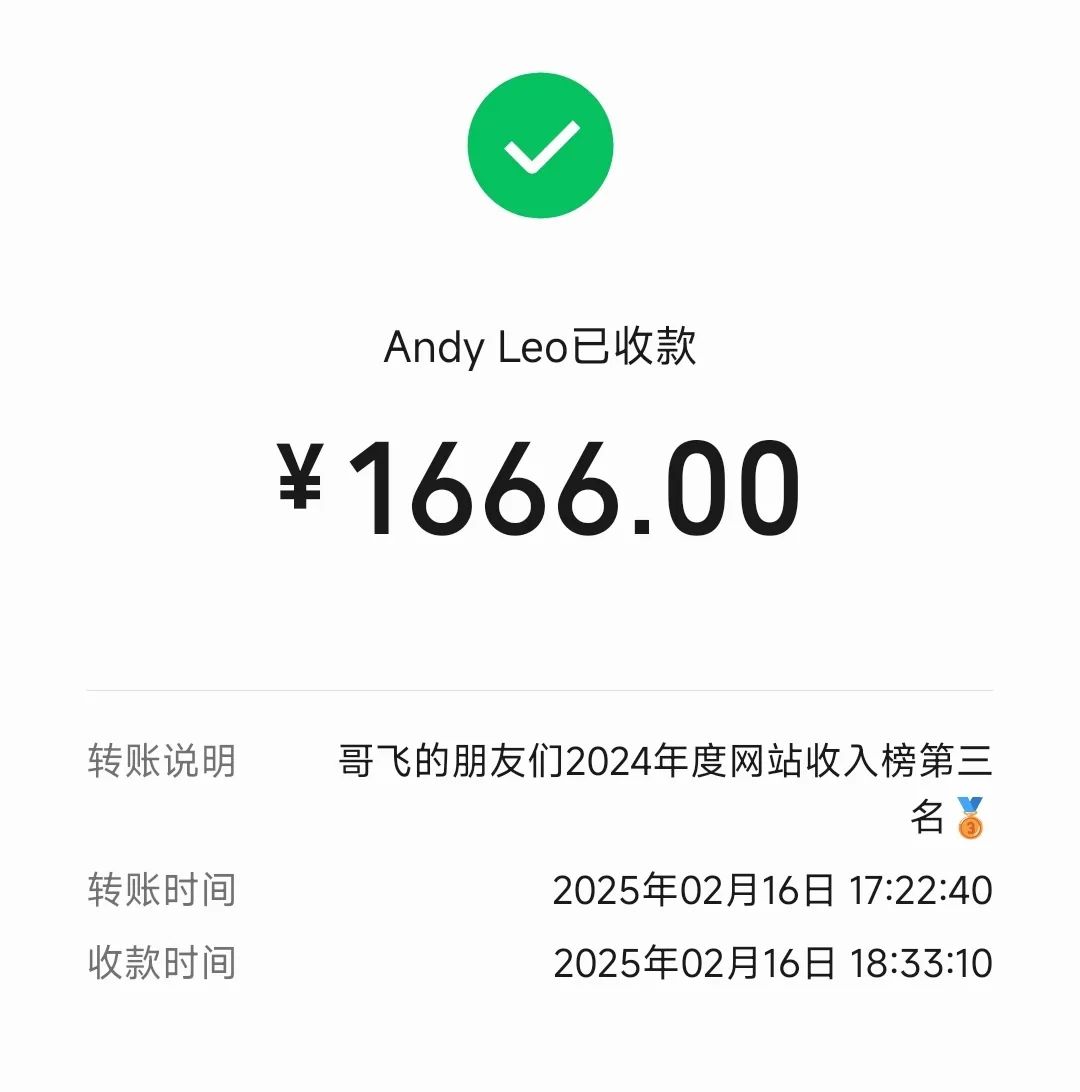 Andy Leo已收款
¥1666.00
转账说明 哥飞的朋友们2024年度网站收入榜第三
名🥉
转账时间 2025年02月16日 17:22:40
收款时间 2025年02月16日 18:33:10